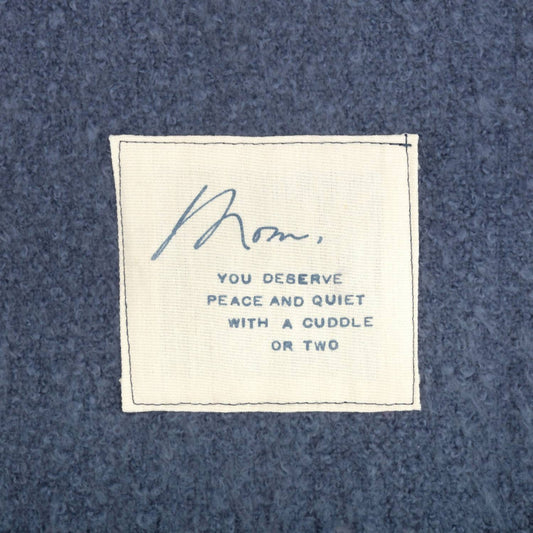 Mom,
YOU DESERVE
PEACE AND QUIET
WITH A CUDDLE
OR TWO